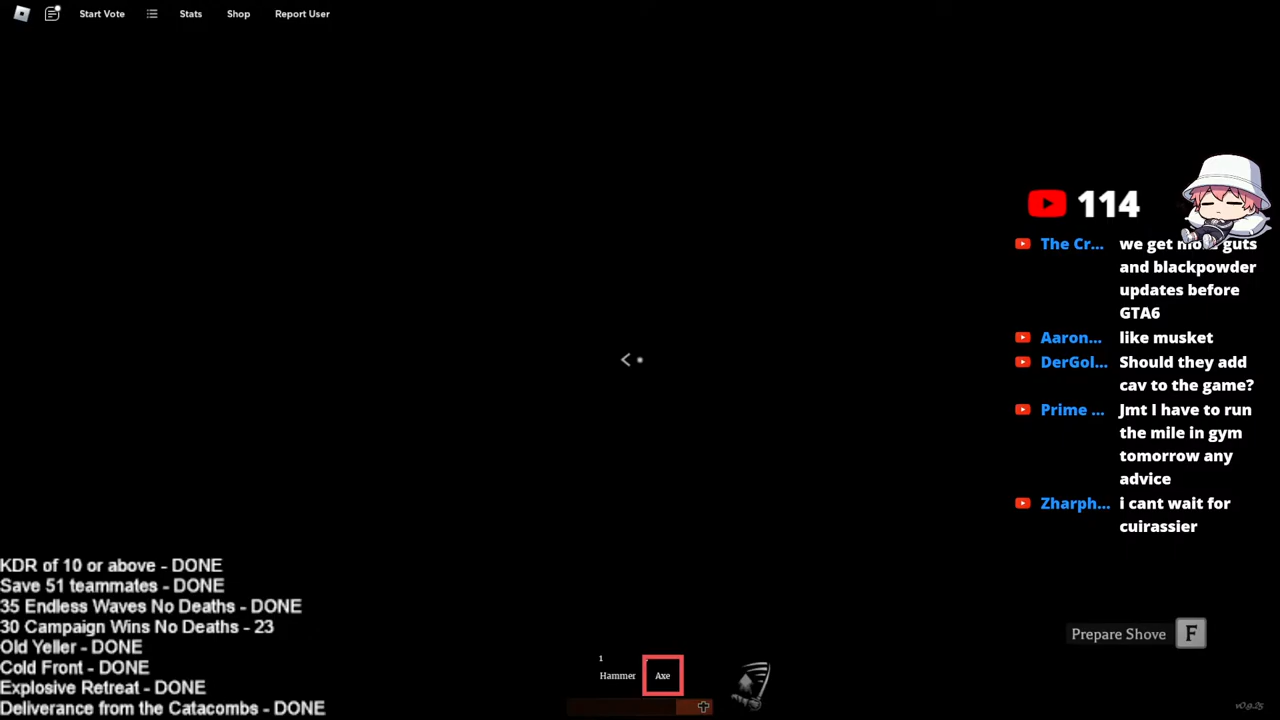 Start Vote
Stats
Shop
Report User
114
The Cr... we get more guts
and blackpowder
updates before
GTA6
Aaron... like musket
DerGol... Should they add
cav to the game?
Prime ... Jmt I have to run
the mile in gym
tomorrow any
advice
Zharph... i cant wait for
cuirassier
KDR of 10 or above - DONE
Save 51 teammates - DONE
35 Endless Waves No Deaths - DONE
30 Campaign Wins No Deaths - 23
Old Yeller - DONE
Cold Front - DONE
Explosive Retreat - DONE
Deliverance from the Catacombs - DONE
Prepare Shove F
1
Hammer
Axe
v0.9.25